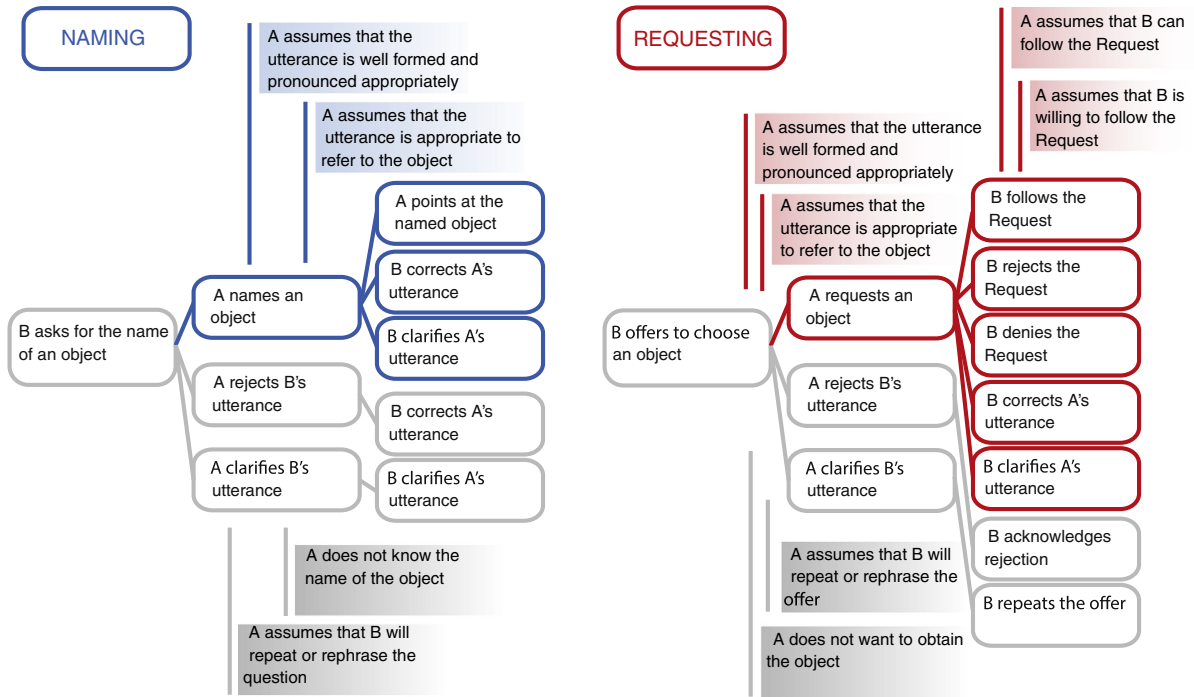 NAMING
A assumes that the
utterance is well formed and
pronounced appropriately
A assumes that the
utterance is appropriate to
refer to the object
A points at the
named object
B corrects A's
utterance
A names an
object
B clarifies A's
utterance
B asks for the name
of an object
A rejects B's
utterance
B corrects A's
utterance
A clarifies B's
utterance
B clarifies A's
utterance
A does not know the
name of the object
A assumes that B will
repeat or rephrase the
question
REQUESTING
A assumes that B can
follow the Request
A assumes that B is
willing to follow the
Request
A assumes that the utterance
is well formed and
pronounced appropriately
A assumes that the
utterance is appropriate
to refer to the object
B follows the
Request
B rejects the
Request
A requests an
object
B denies the
Request
B offers to choose
an object
A rejects B's
utterance
B corrects A's
utterance
A clarifies B's
utterance
B clarifies A's
utterance
B acknowledges
rejection
B repeats the offer
A assumes that B will
repeat or rephrase the
offer
A does not want to obtain
the object